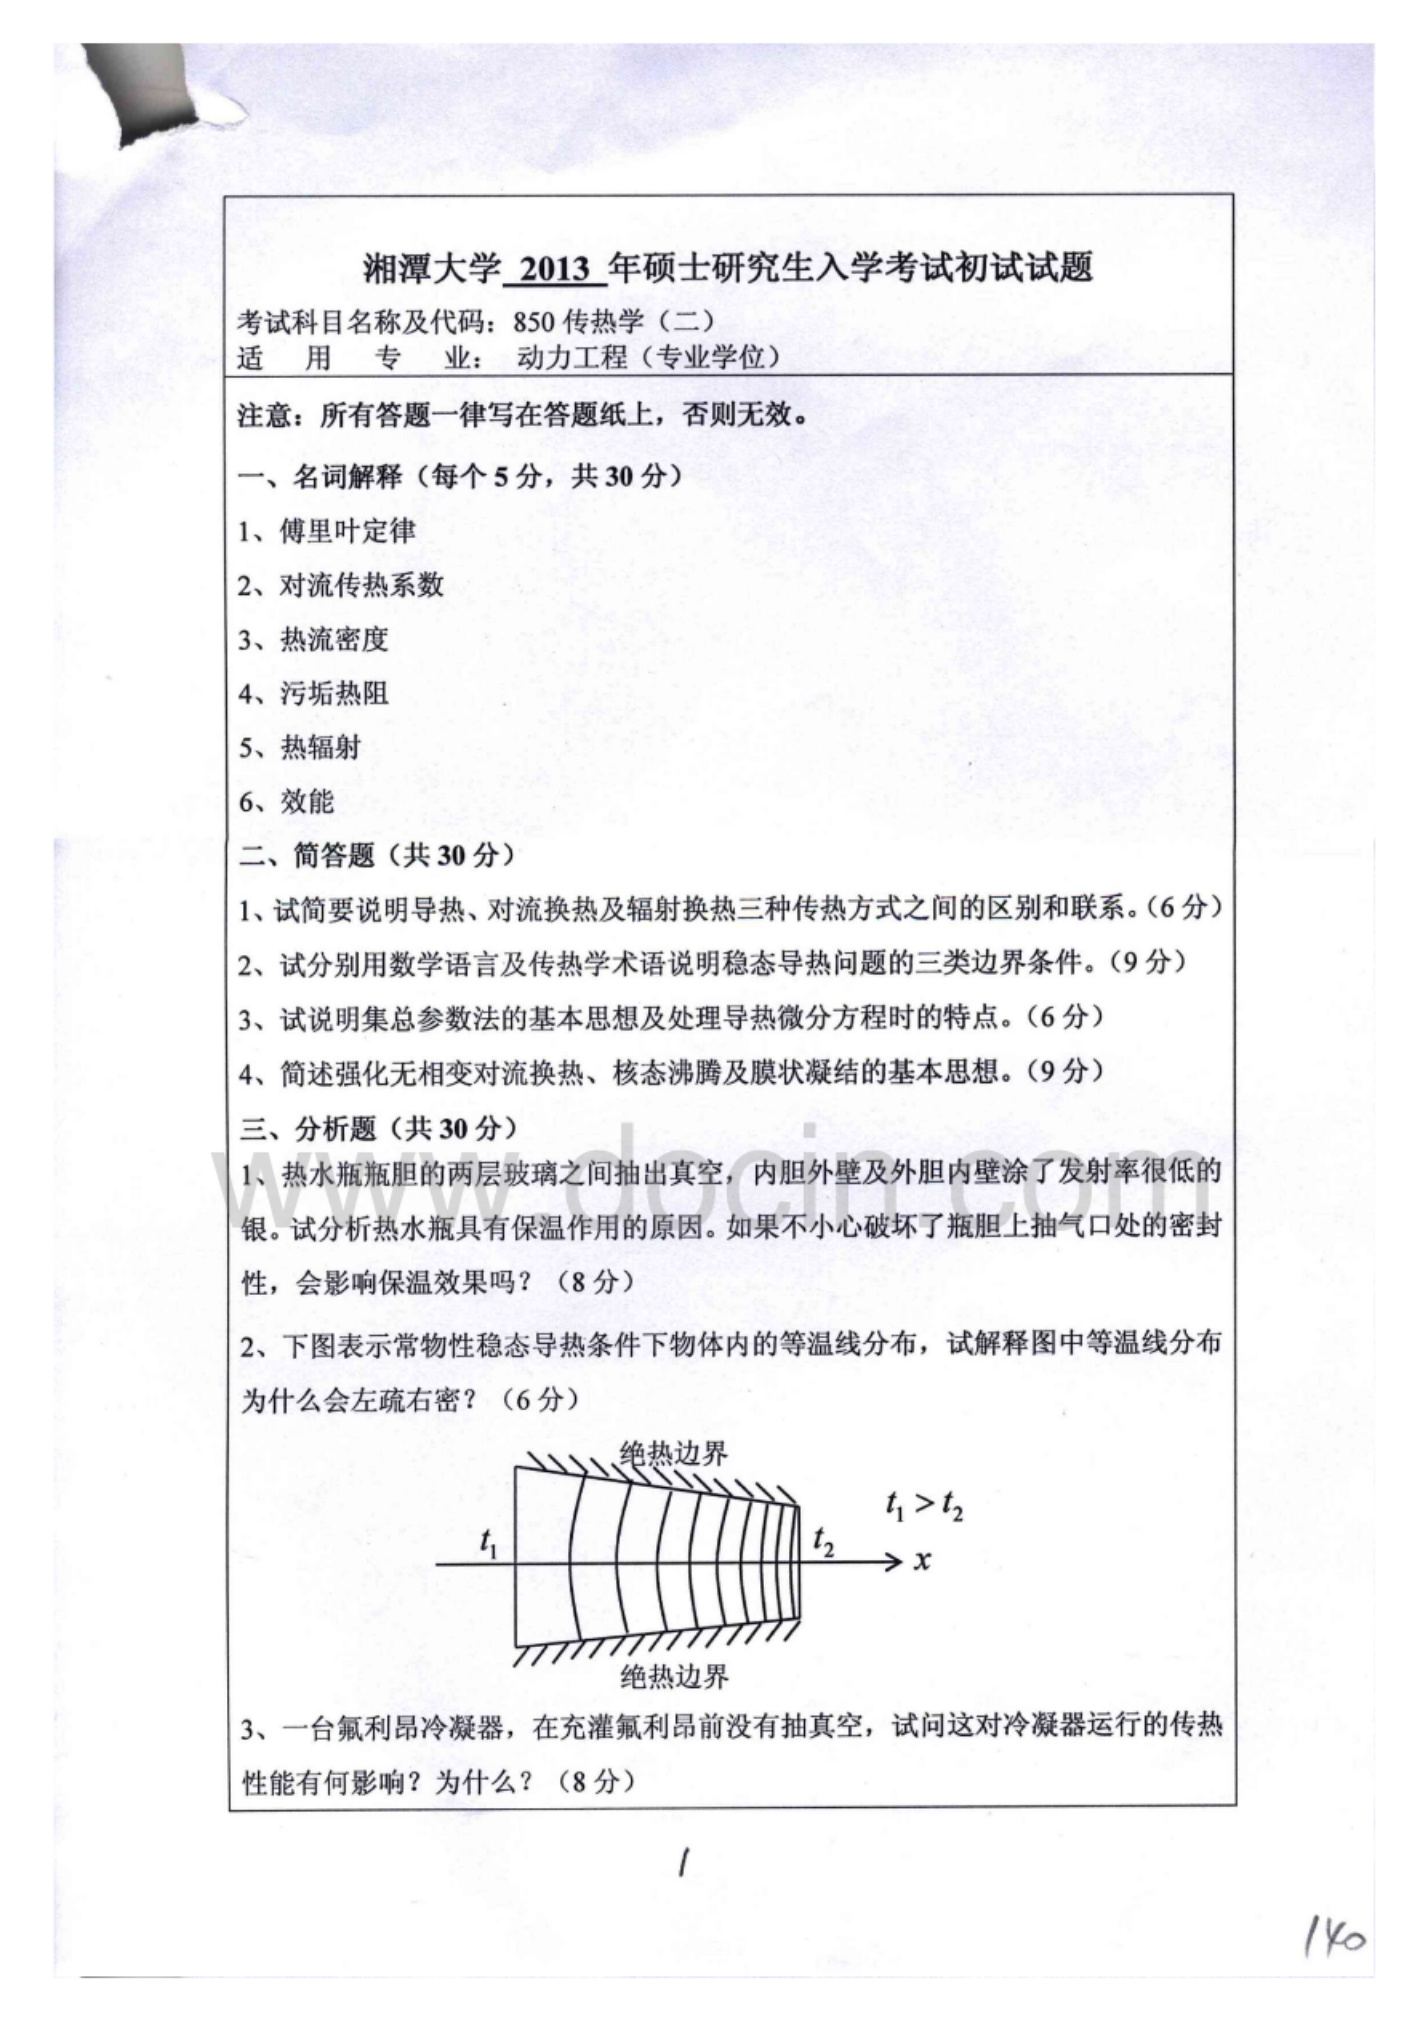 湘潭大学 2013 年硕士研究生入学考试初试试题
考试科目名称及代码：850 传热学（二）
适 用 专 业： 动力工程（专业学位）
注意：所有答题一律写在答题纸上，否则无效。
一、名词解释（每个 5 分，共 30 分）
1、傅里叶定律
2、对流传热系数
3、热流密度
4、污垢热阻
5、热辐射
6、效能
二、简答题（共 30 分）
1、试简要说明导热、对流换热及辐射换热三种传热方式之间的区别和联系。（6 分）
2、试分别用数学语言及传热学术语说明稳态导热问题的三类边界条件。（9 分）
3、试说明集总参数法的基本思想及处理导热微分方程时的特点。（6 分）
4、简述强化无相变对流换热、核态沸腾及膜状凝结的基本思想。（9 分）
三、分析题（共 30 分）
www.docin.com
1、热水瓶瓶胆的两层玻璃之间抽出真空，内胆外壁及外胆内壁涂了发射率很低的
银。试分析热水瓶具有保温作用的原因。如果不小心破坏了瓶胆上抽气口处的密封
性，会影响保温效果吗？（8 分）
2、下图表示常物性稳态导热条件下物体内的等温线分布，试解释图中等温线分布
为什么会左疏右密？（6 分）
绝热边界
t₁ > t₂
t₁ t₂ x
绝热边界
3、一台氟利昂冷凝器，在充灌氟利昂前没有抽真空，试问这对冷凝器运行的传热
性能有何影响？为什么？（8 分）
1
140